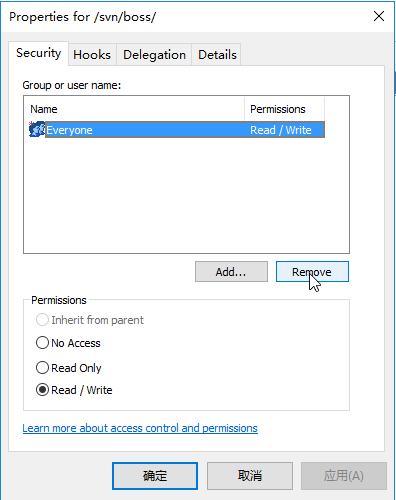 Properties for /svn/boss/
Security Hooks Delegation Details
Group or user name:
Name Permissions
Everyone Read / Write
Add... Remove
Permissions
Inherit from parent
No Access
Read Only
Read / Write
Learn more about access control and permissions
确定 取消 应用(A)